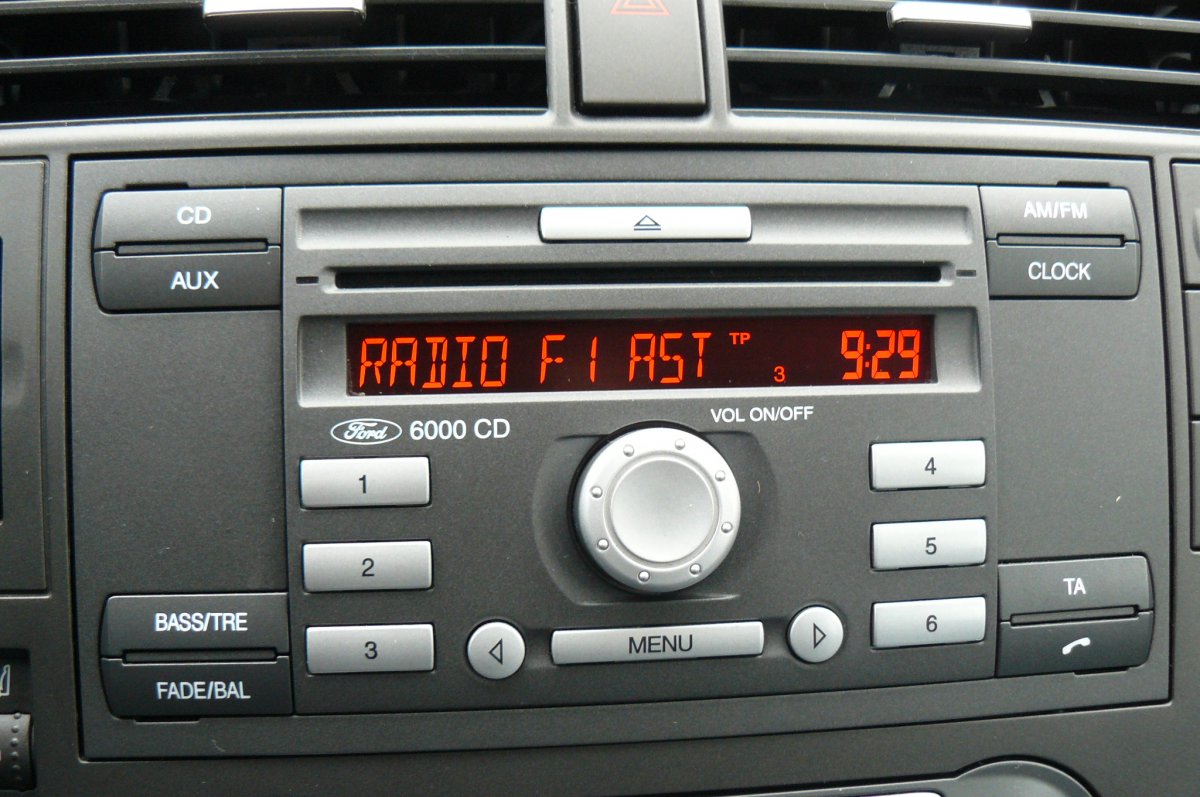 CD
AM/FM
AUX
CLOCK
RADIO F1 AST TP 3 9:29
Ford 6000 CD
VOL ON/OFF
1
4
2
5
3
6
MENU
BASS/TRE
TA
FADE/BAL